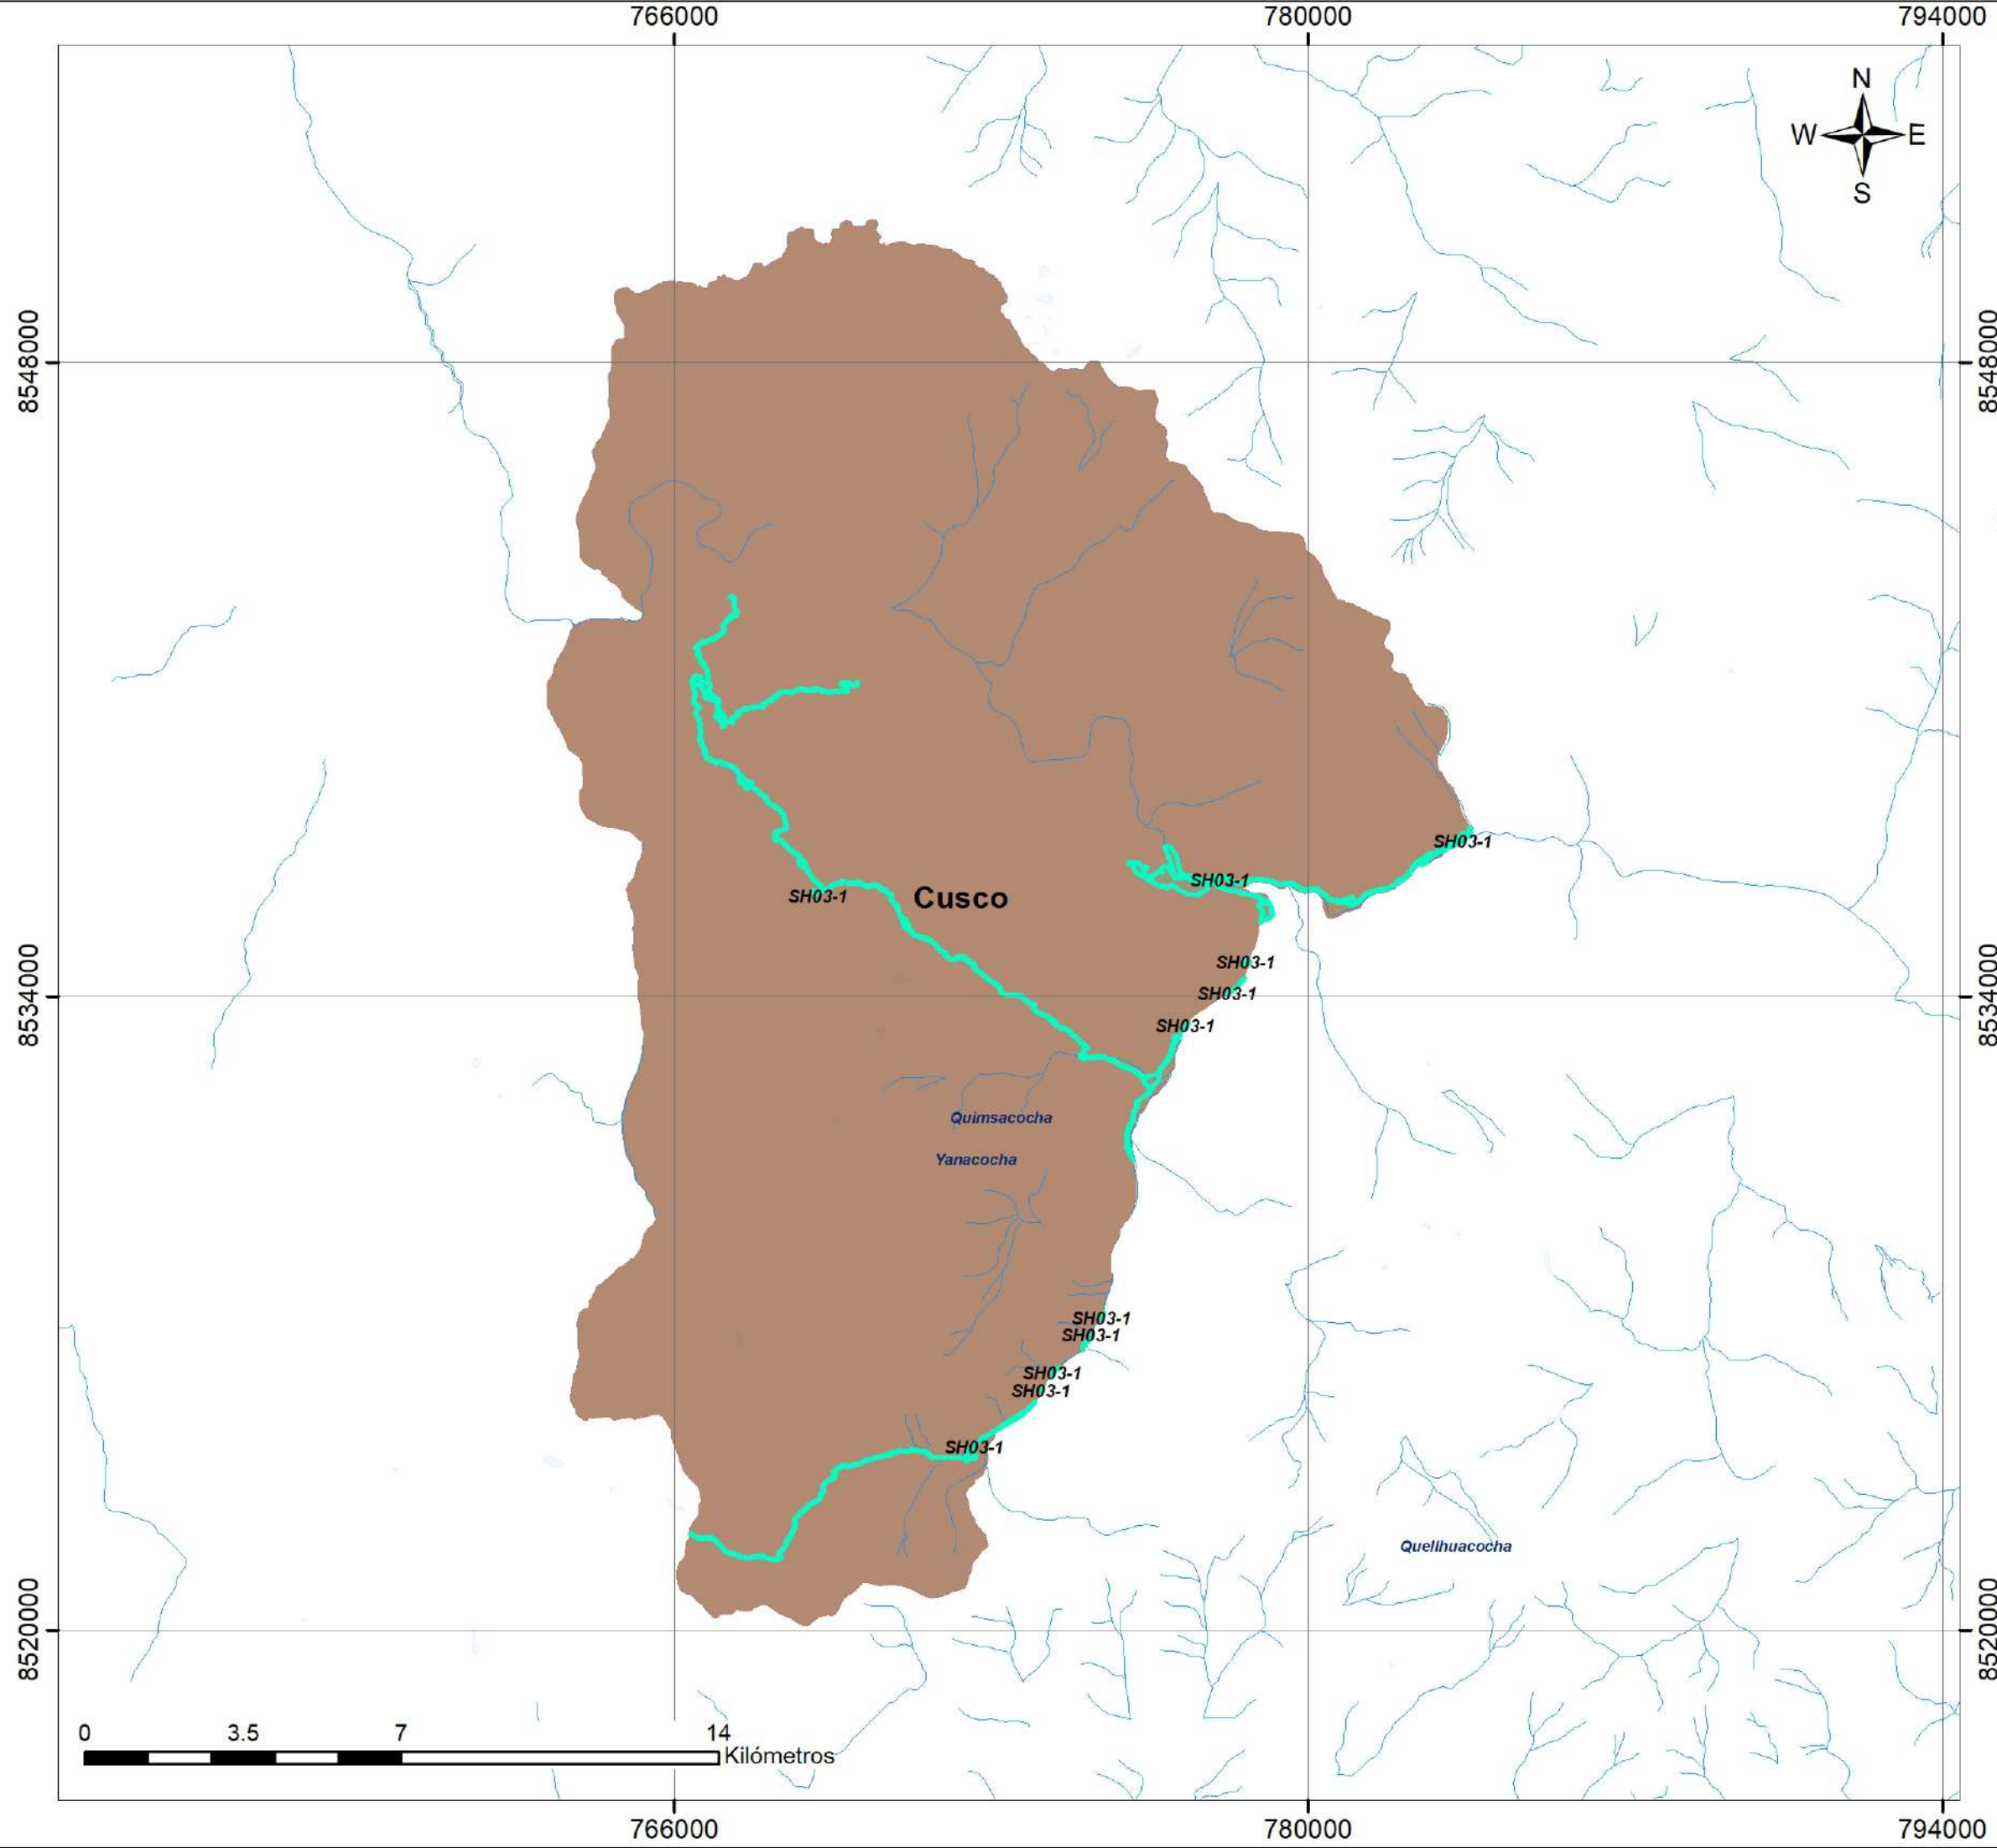 766000 780000 794000
N
W E
S
8548000 8548000
SH03-1
SH03-1
SH03-1
Cusco
SH03-1
8534000 8534000
SH03-1
SH03-1
Quimsacocha
Yanacocha
SH03-1
SH03-1
SH03-1
SH03-1
SH03-1
Quellhuacocha
8520000 8520000
0 3.5 7 14
Kilómetros
766000 780000 794000